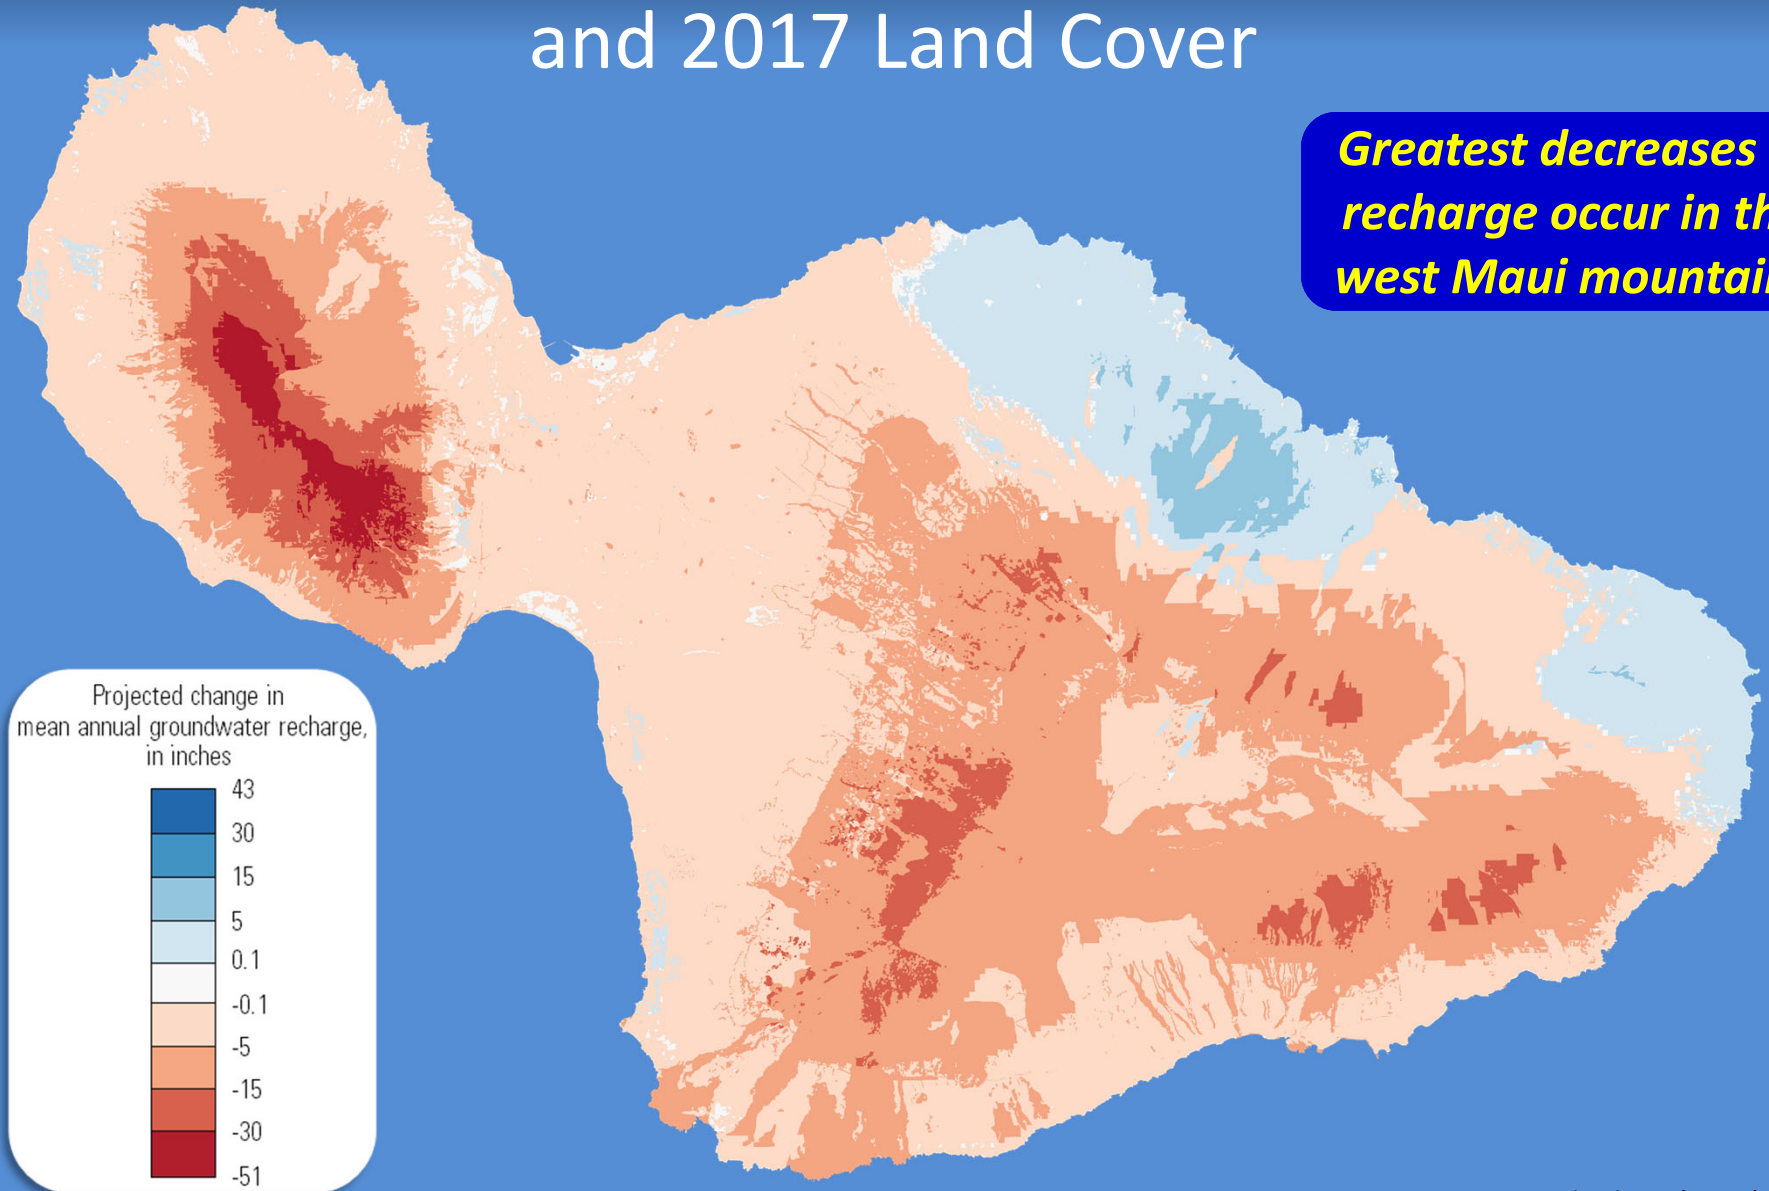 and 2017 Land Cover
Greatest decreases
recharge occur in th
west Maui mountain
Projected change in
mean annual groundwater recharge,
in inches
43
30
15
5
0.1
-0.1
-5
-15
-30
-51